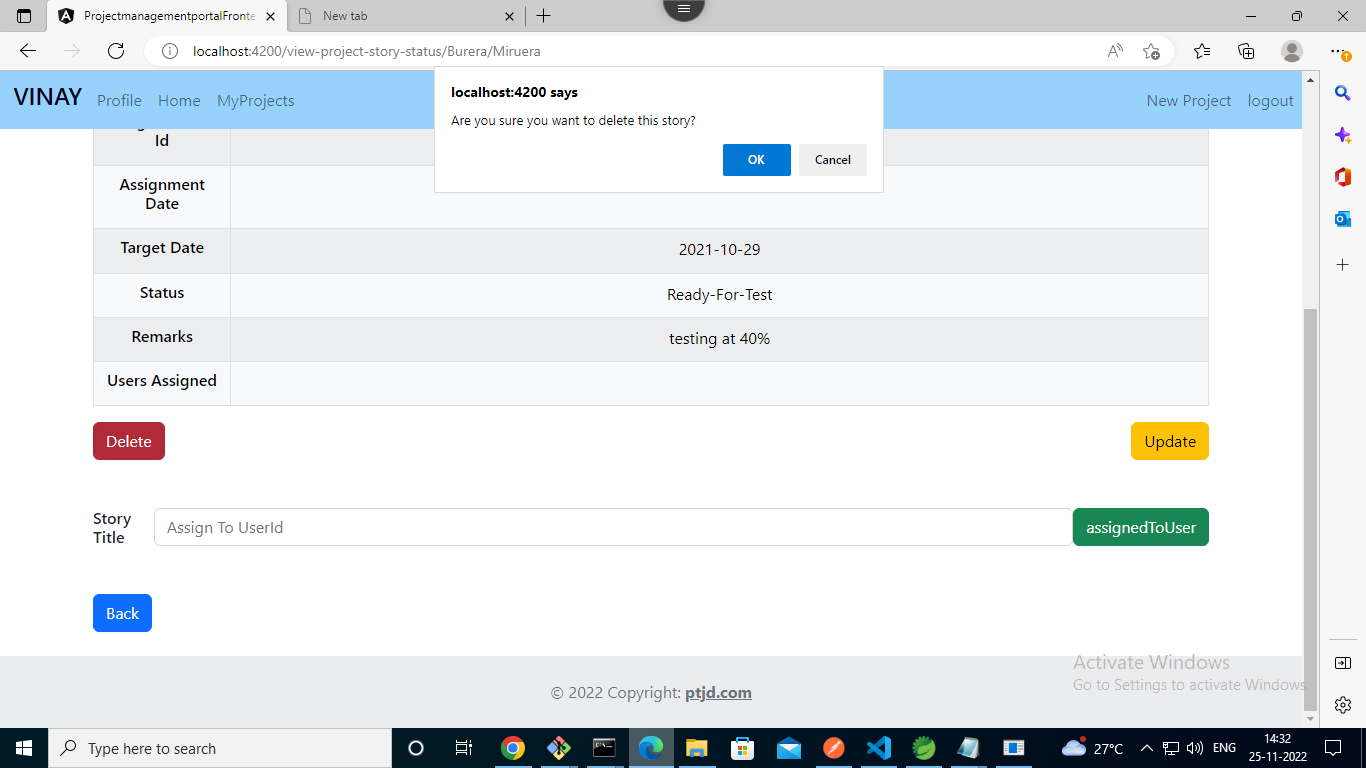 ProjectmanagementportalFronte
New tab
localhost:4200/view-project-story-status/Burera/Miruera
VINAY Profile Home MyProjects New Project logout
localhost:4200 says
Are you sure you want to delete this story?
OK Cancel
Id
Assignment
Date
Target Date 2021-10-29
Status Ready-For-Test
Remarks testing at 40%
Users Assigned
Delete Update
Story
Title
Assign To UserId
assignedToUser
Back
Activate Windows
Go to Settings to activate Windows.
© 2022 Copyright: ptjd.com
Type here to search
27°C
ENG
14:32
25-11-2022